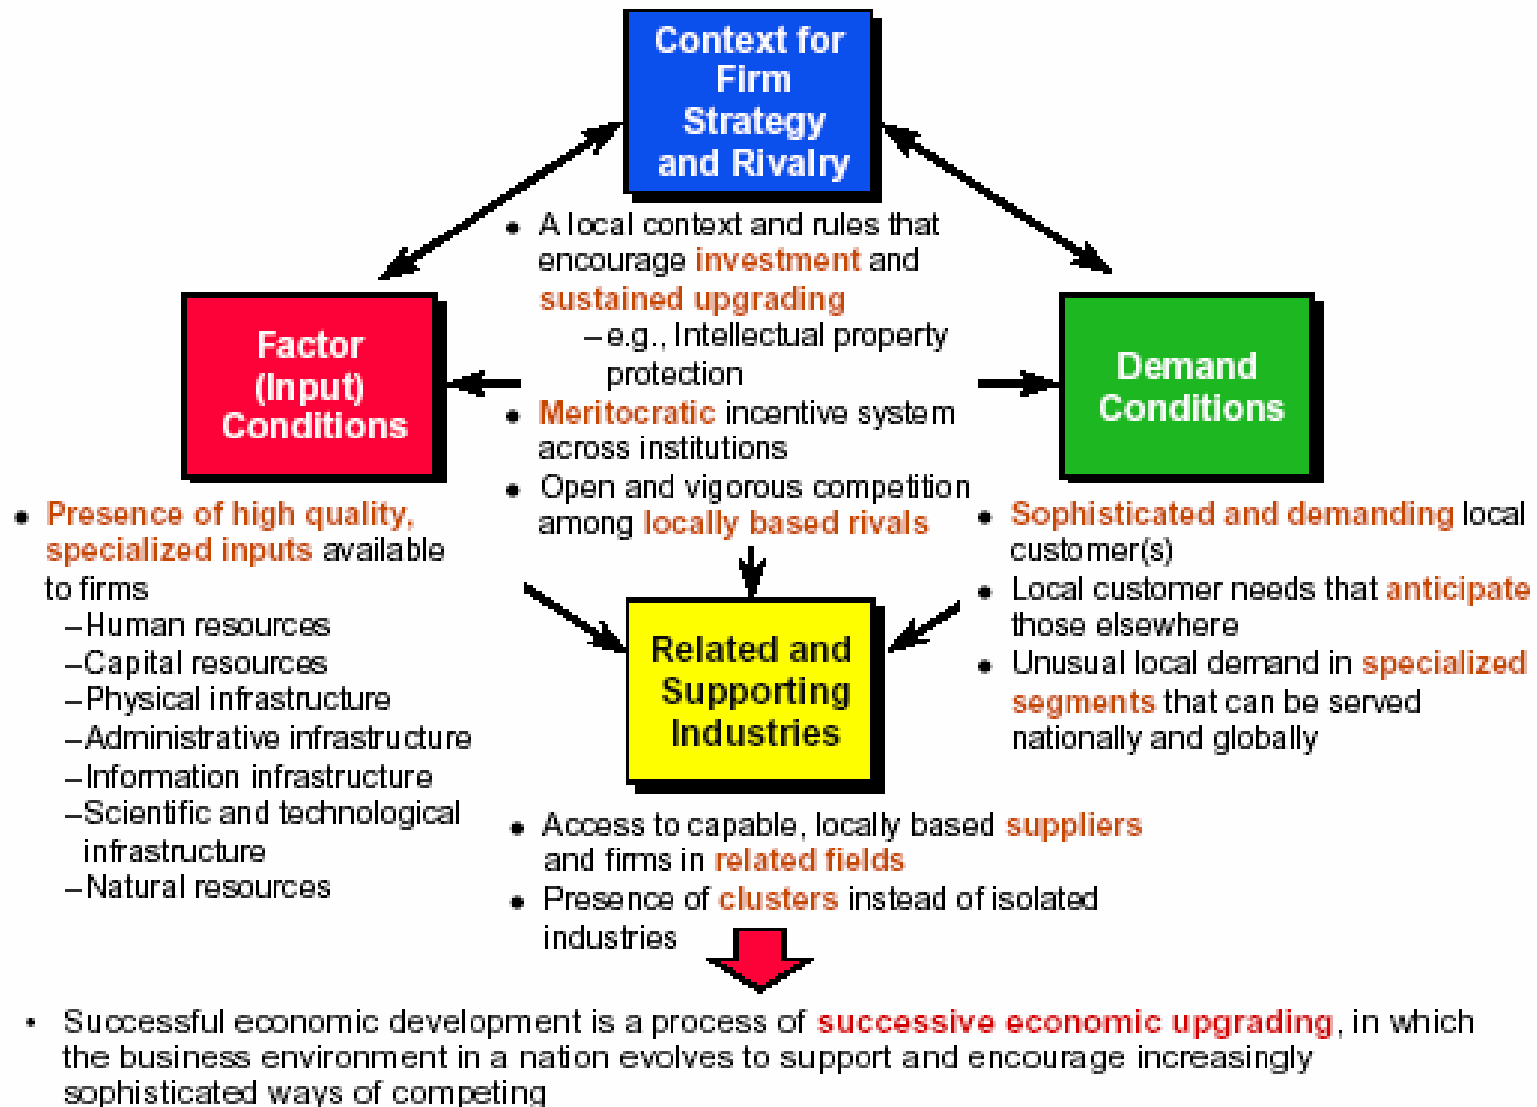 Context for
Firm
Strategy
and Rivalry
• A local context and rules that
encourage investment and
sustained upgrading
–e.g., Intellectual property
protection
• Meritocratic incentive system
across institutions
• Open and vigorous competition
among locally based rivals
Factor
(Input)
Conditions
• Presence of high quality,
specialized inputs available
to firms
–Human resources
–Capital resources
–Physical infrastructure
–Administrative infrastructure
–Information infrastructure
–Scientific and technological
infrastructure
–Natural resources
Demand
Conditions
• Sophisticated and demanding local
customer(s)
• Local customer needs that anticipate
those elsewhere
• Unusual local demand in specialized
segments that can be served
nationally and globally
Related and
Supporting
Industries
• Access to capable, locally based suppliers
and firms in related fields
• Presence of clusters instead of isolated
industries
• Successful economic development is a process of successive economic upgrading, in which
the business environment in a nation evolves to support and encourage increasingly
sophisticated ways of competing